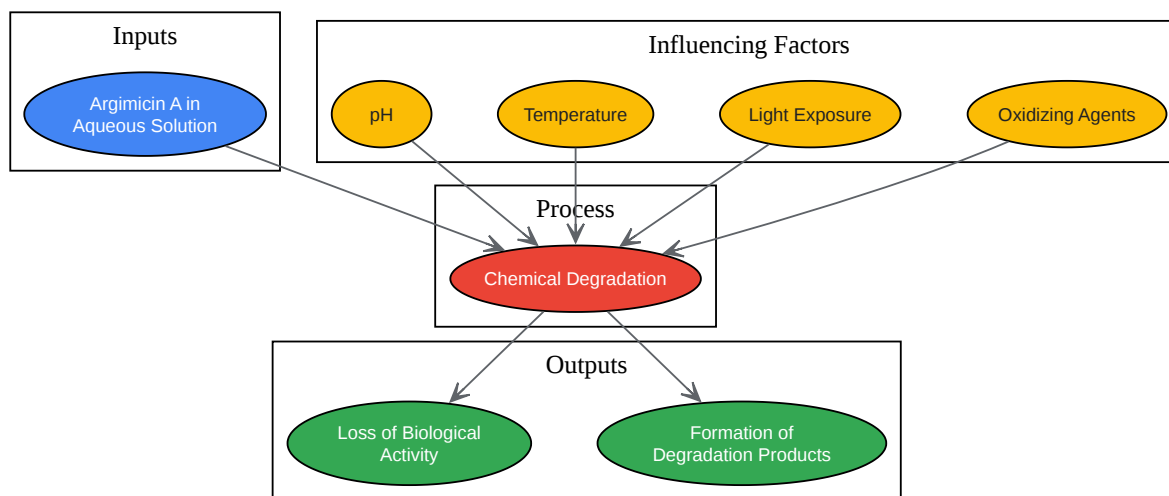 Inputs
Argimicin A in
Aqueous Solution
Influencing Factors
pH
Temperature
Light Exposure
Oxidizing Agents
Process
Chemical Degradation
Outputs
Loss of Biological
Activity
Formation of
Degradation Products